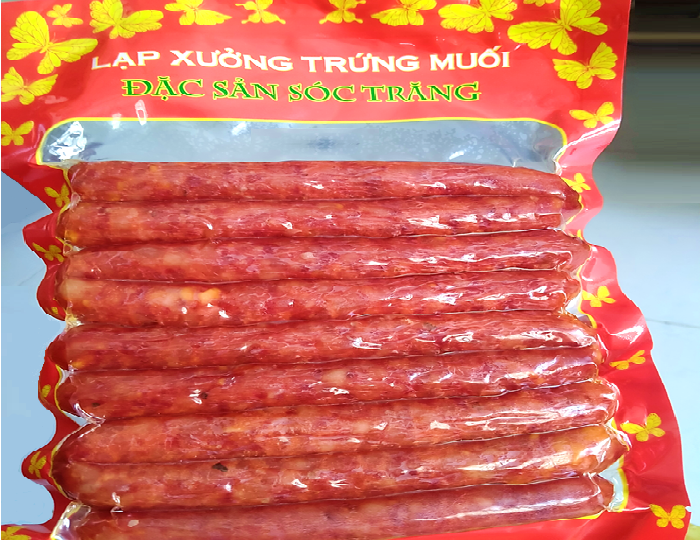 LẠP XƯỞNG TRỨNG MUỐI
ĐẶC SẢN SÓC TRĂNG